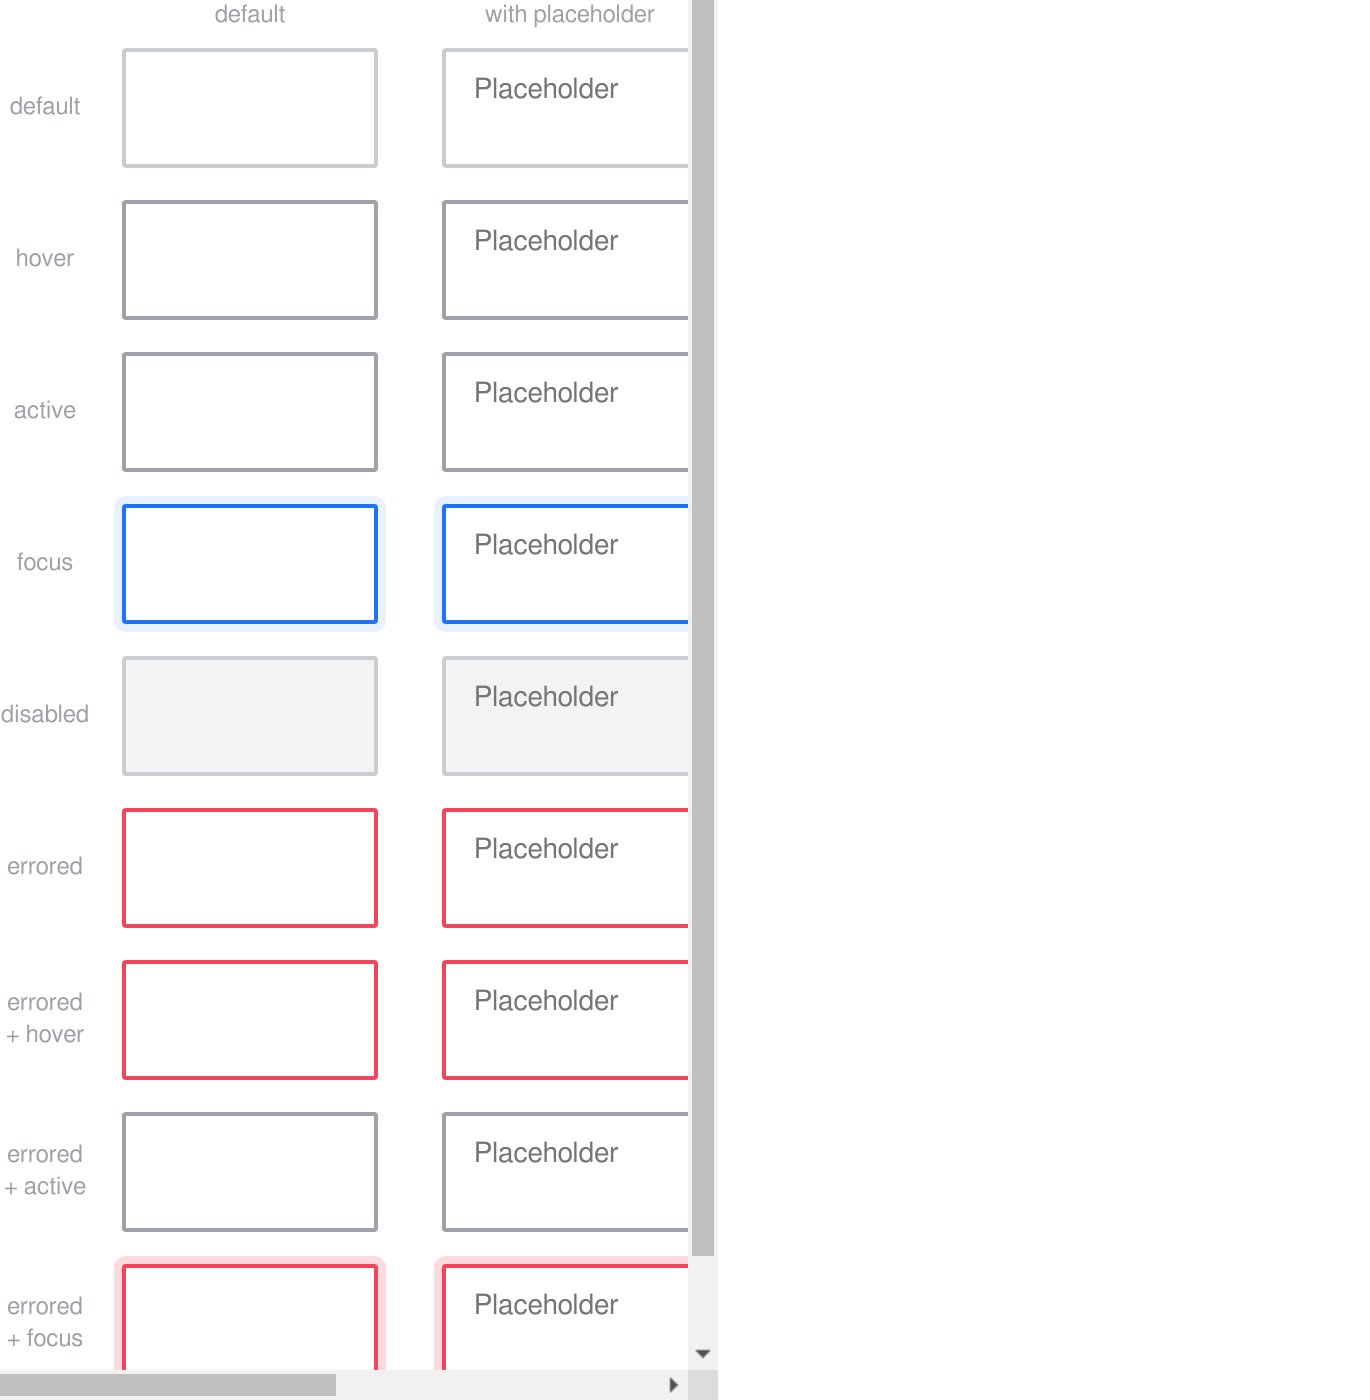 default
with placeholder
default
Placeholder
hover
Placeholder
active
Placeholder
focus
Placeholder
disabled
Placeholder
errored
Placeholder
errored
+ hover
Placeholder
errored
+ active
Placeholder
errored
+ focus
Placeholder